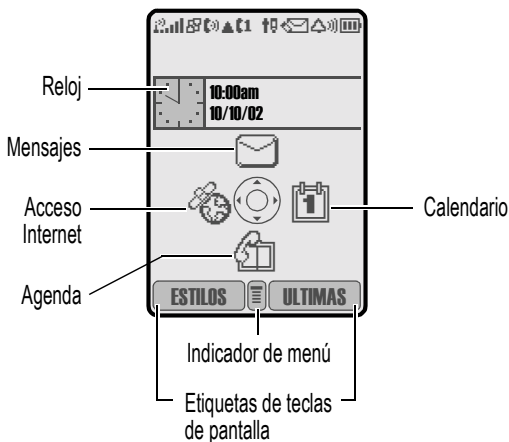 Reloj
10:00am
10/10/02
Mensajes
1
Acceso
Internet
Calendario
Agenda
ESTILOS
ULTIMAS
Indicador de menú
Etiquetas de teclas
de pantalla